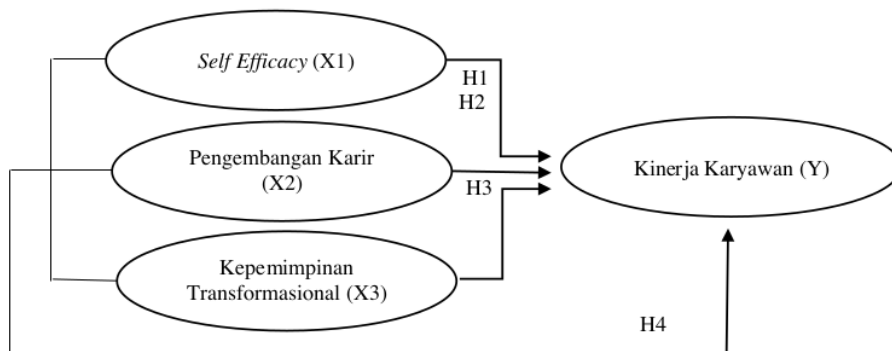 Self Efficacy (X1)
H1
H2
Pengembangan Karir
(X2)
Kinerja Karyawan (Y)
H3
Kepemimpinan
Transformasional (X3)
H4